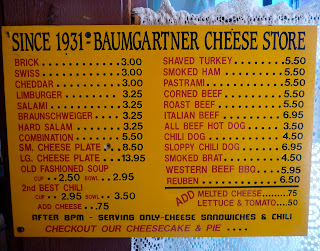 SINCE 1931-BAUMGARTNER CHEESE STORE
BRICK ............ 3.00
SWISS ............ 3.00
CHEDDAR .......... 3.00
LIMBURGER ........ 3.25
SALAMI ........... 3.25
BRAUNSCHWEIGER ... 3.25
HARD SALAM ....... 3.25
COMBINATION ...... 5.50
SM. CHEESE PLATE . 8.50
LG. CHEESE PLATE .... 13.95
OLD FASHIONED SOUP
CUP .. 2.50 BOWL .. 2.95
2nd BEST CHILI
CUP .. 2.95 BOWL .. 3.50
ADD CHEESE .. .75
SHAVED TURKEY ..... 5.50
SMOKED HAM ........ 5.50
PASTRAMI .......... 5.50
CORNED BEEF ....... 5.50
ROAST BEEF ........ 5.50
ITALIAN BEEF ...... 6.95
ALL BEEF HOT DOG .. 3.50
CHILI DOG ......... 4.50
SLOPPY CHILI DOG .. 6.95
SMOKED BRAT ....... 4.50
WESTERN BEEF BBQ .. 5.95
REUBEN ............ 6.50
ADD MELTED CHEESE ...... .75
LETTUCE & TOMATO .... .50
AFTER 8PM - SERVING ONLY-CHEESE SANDWICHES & CHILI
CHECKOUT OUR CHEESECAKE & PIE ....